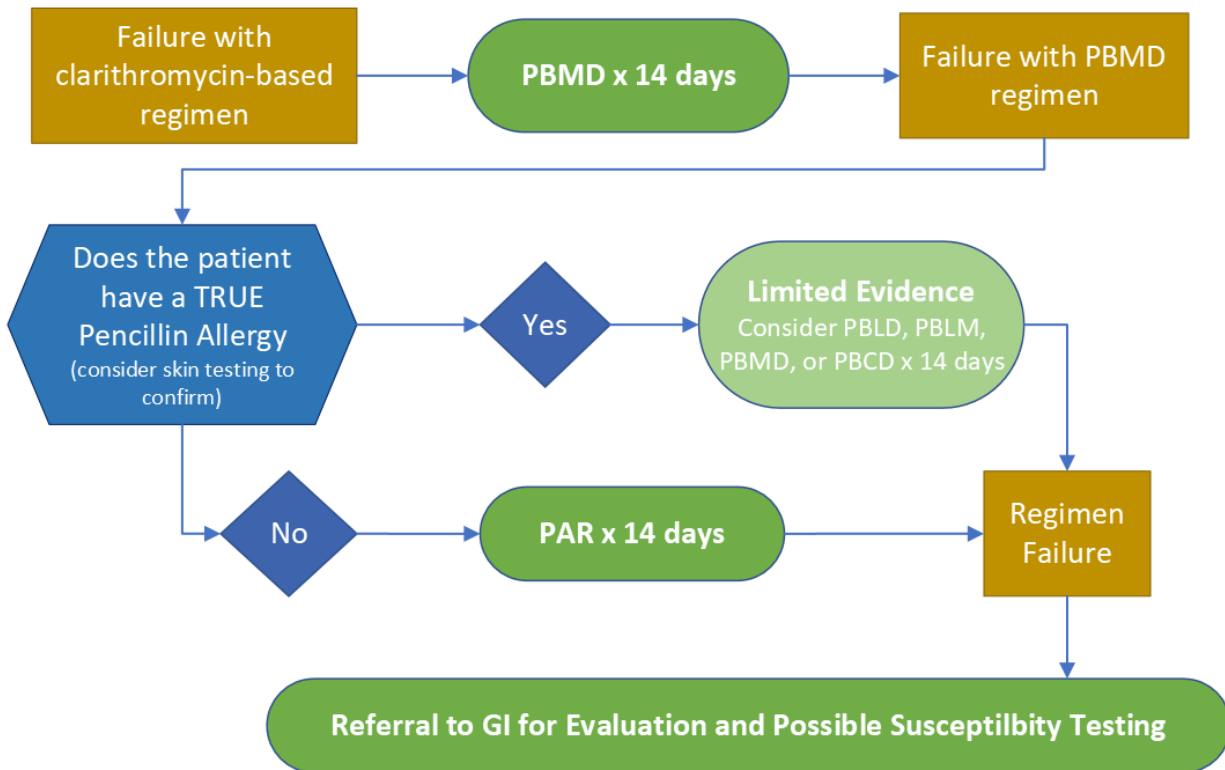 Failure with
clarithromycin-based
regimen
PBMD x 14 days
Failure with PBMD
regimen
Does the patient
have a TRUE
Pencillin Allergy
(consider skin testing to
confirm)
Yes
Limited Evidence
Consider PBLD, PBLM,
PBMD, or PBCD x 14 days
No
PAR x 14 days
Regimen
Failure
Referral to GI for Evaluation and Possible Susceptilbity Testing